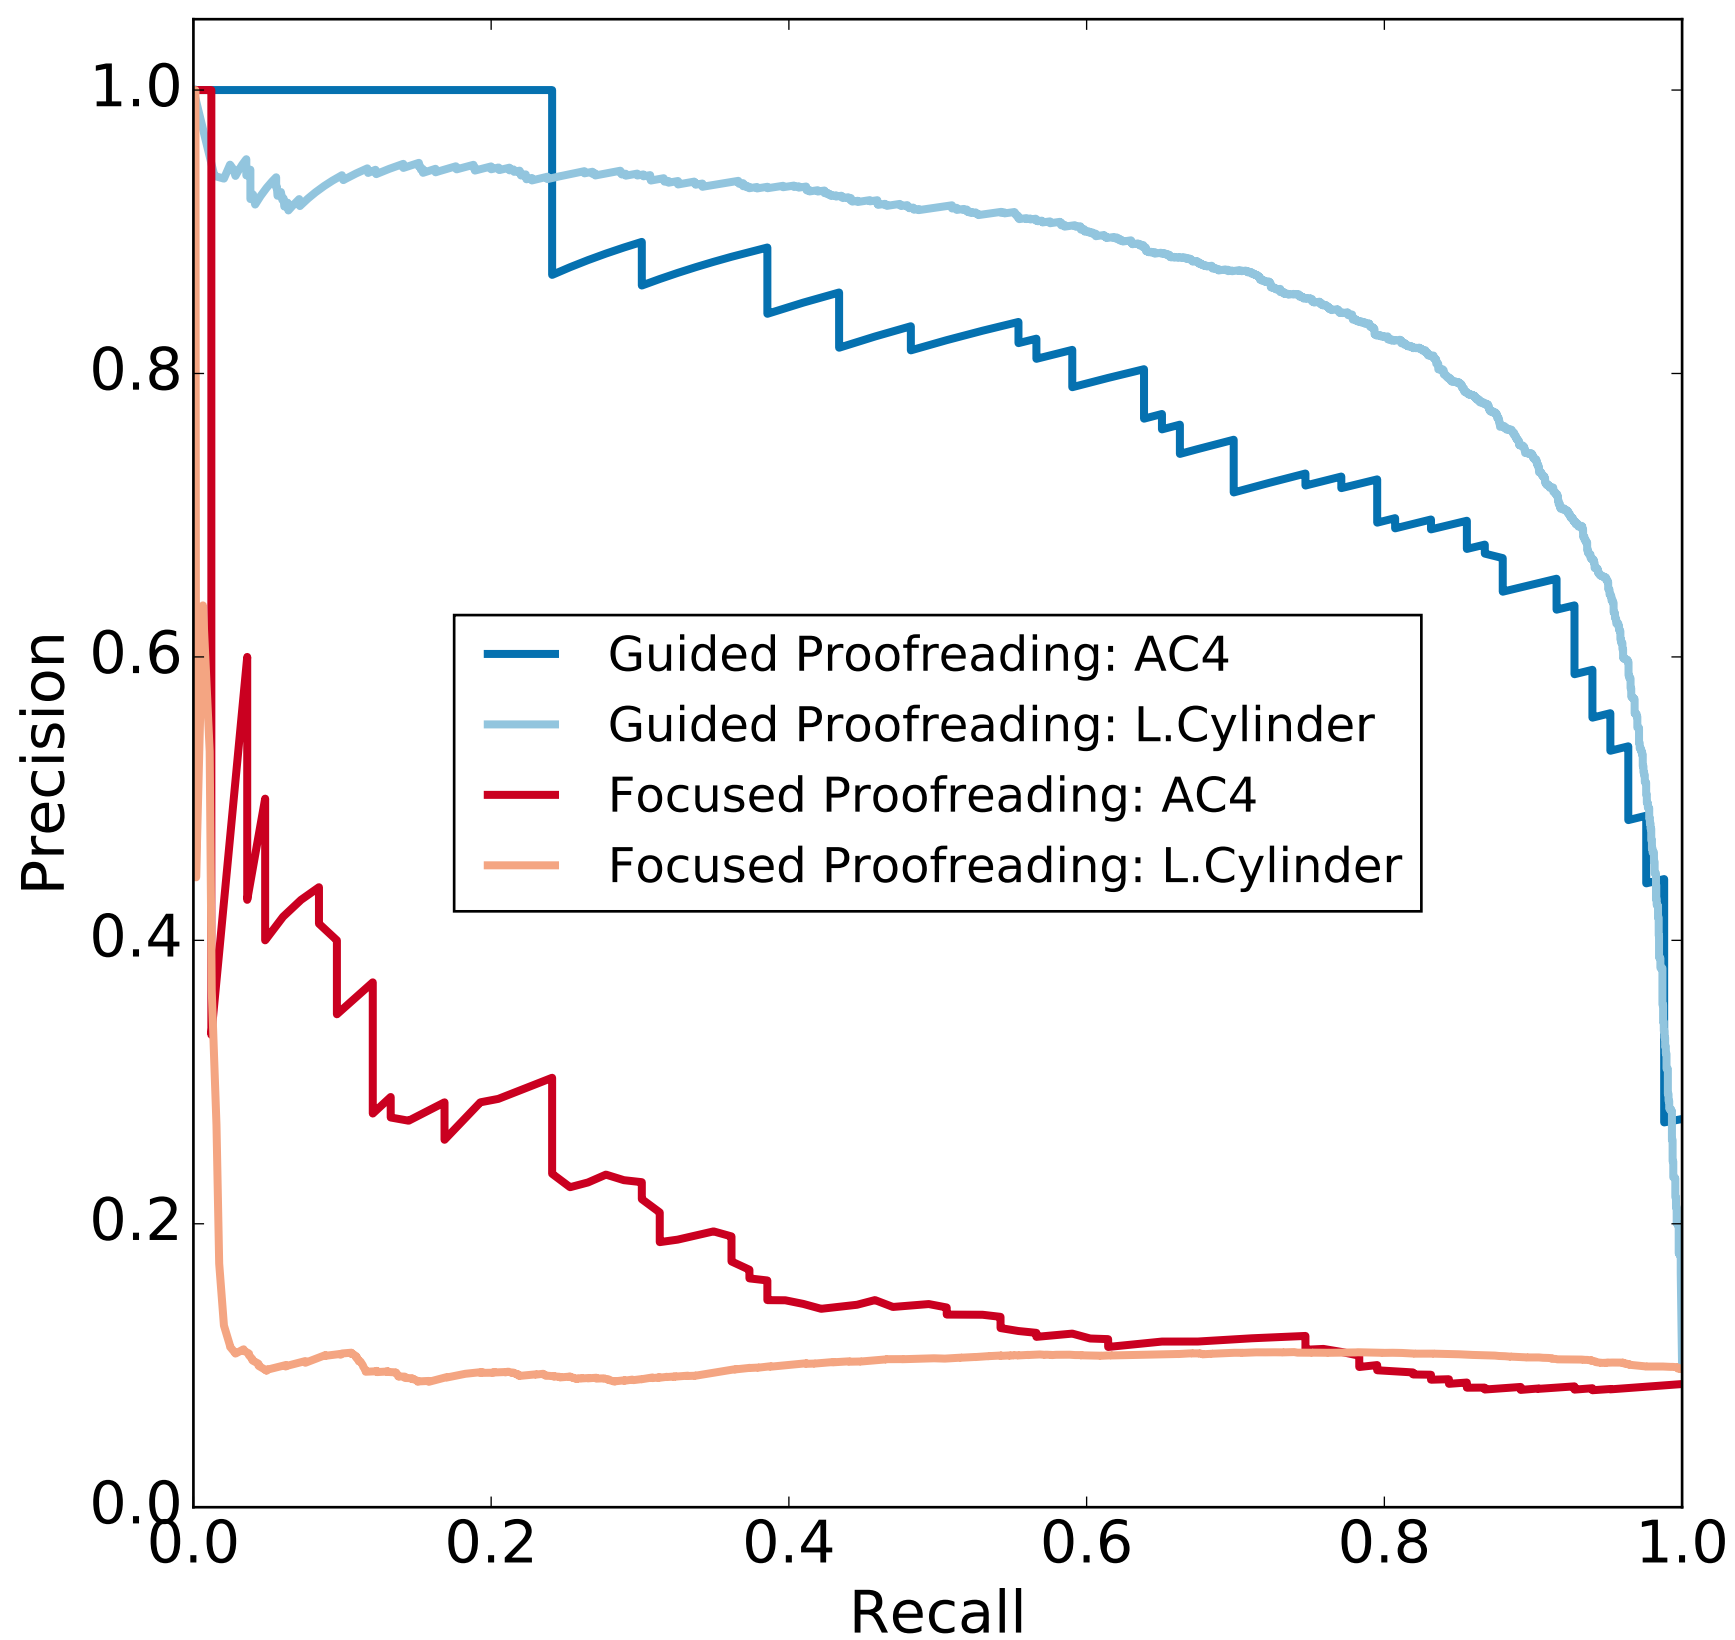 1.0
0.8
0.6
0.4
0.2
0.0
Precision
Guided Proofreading: AC4
Guided Proofreading: L.Cylinder
Focused Proofreading: AC4
Focused Proofreading: L.Cylinder
0.0 0.2 0.4 0.6 0.8 1.0
Recall